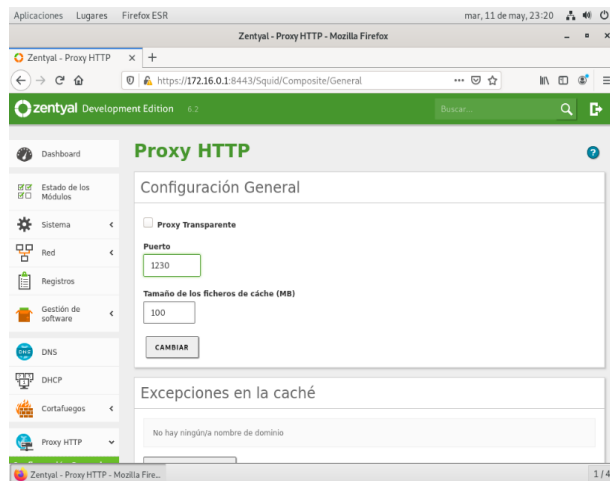 Aplicaciones Lugares Firefox ESR mar, 11 de may, 23:20
Zentyal - Proxy HTTP - Mozilla Firefox
Zentyal - Proxy HTTP
https://172.16.0.1:8443/Squid/Composite/General
zentyal Development Edition 6.2 Buscar...
Proxy HTTP
Dashboard
Configuración General
Estado de los
Módulos
Proxy Transparente
Sistema
Puerto
Red
1230
Registros
Tamaño de los ficheros de cáche (MB)
Gestión de
software
100
CAMBIAR
DNS
DHCP
Excepciones en la caché
Cortafuegos
No hay ningún/a nombre de dominio
Proxy HTTP
Zentyal - Proxy HTTP - Mozilla Fire... 1 / 4